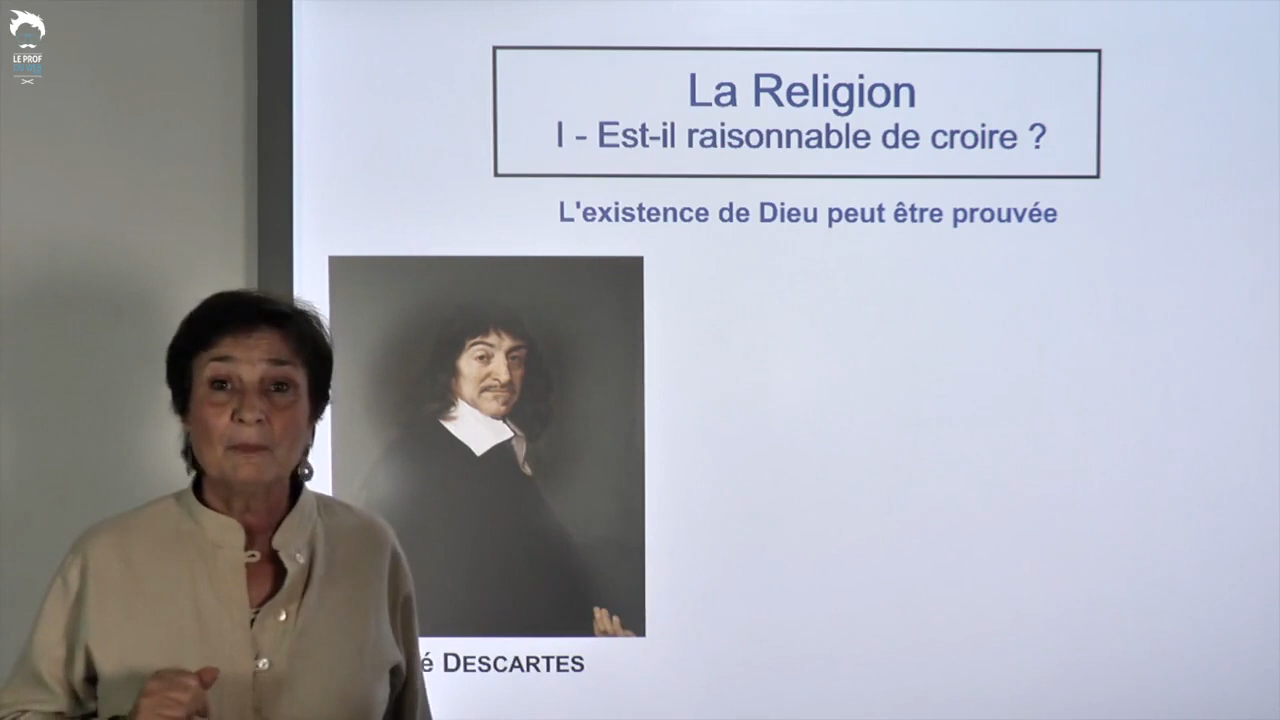 LE PROF
La Religion
I - Est-il raisonnable de croire ?
L'existence de Dieu peut être prouvée
é DESCARTES